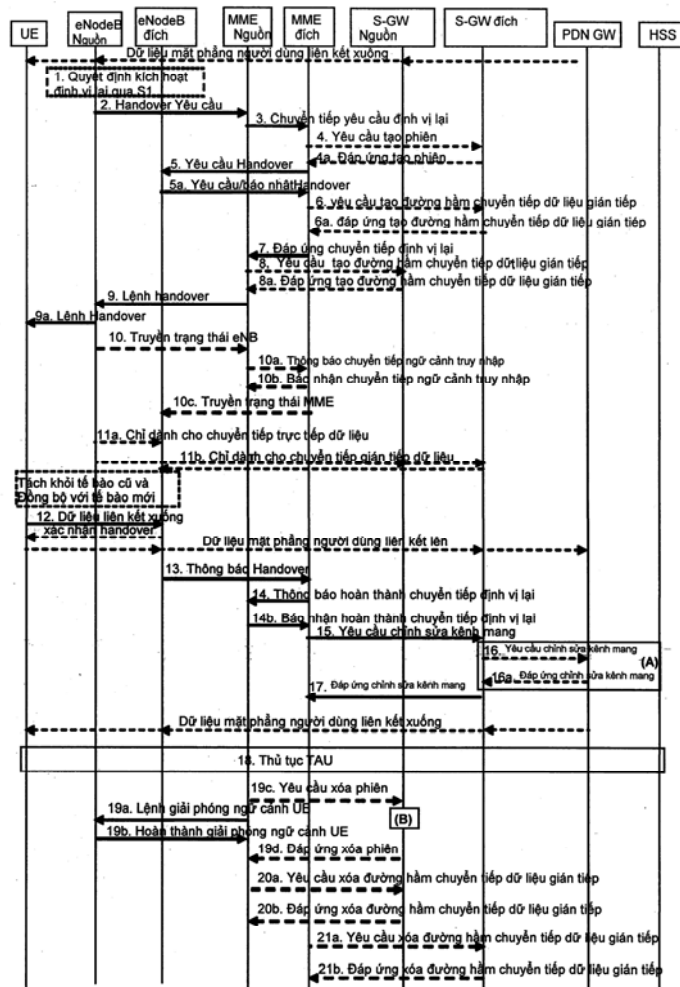 UE
eNodeB
Nguồn
eNodeB
đích
MME
Nguồn
MME
đích
S-GW
Nguồn
S-GW đích
PDN GW
HSS
Dữ liệu mặt phẳng người dùng liên kết xuống
1. Quyết định kích hoạt
định vị lại qua S1
2. Handover Yêu cầu
3. Chuyển tiếp yêu cầu định vị lại
4. Yêu cầu tạo phiên
4a. Đáp ứng tạo phiên
5. Yêu cầu Handover
5a. Yêu cầu/báo nhậtHandover
6. yêu cầu tạo đường hầm chuyển tiếp dữ liệu gián tiếp
6a. đáp ứng tạo đường hầm chuyển tiếp dữ liệu gián tiếp
7. Đáp ứng chuyển tiếp định vị lại
8. Yêu cầu tạo đường hầm chuyển tiếp dữtliệu gián tiếp
8a. Đáp ứng tạo đường hầm chuyển tiếp dữ liệu gián tiếp
9. Lệnh handover
9a. Lệnh Handover
10. Truyền trạng thái eNB
10a. Thông báo chuyển tiếp ngữ cảnh truy nhập
10b. Báo nhận chuyển tiếp ngữ cảnh truy nhập
10c. Truyền trạng thái MME
11a. Chỉ dành cho chuyển tiếp trực tiếp dữ liệu
11b. Chỉ dành cho chuyển tiếp gián tiếp dữ liệu
Tách khỏi tế bào cũ và
Đồng bộ với tế bào mới
12. Dữ liệu liên kết xuống
xác nhận handover
Dữ liệu mặt phẳng người dùng liên kết lên
13. Thông báo Handover
14. Thông báo hoàn thành chuyển tiếp định vị lại
14b. Báo nhận hoàn thành chuyển tiếp định vị lại
15. Yêu cầu chỉnh sửa kênh mang
16. Yêu cầu chỉnh sửa kênh mang
(A)
16a. Đáp ứng chỉnh sửa kênh mang
17. Đáp ứng chỉnh sửa kênh mang
Dữ liệu mặt phẳng người dùng liên kết xuống
18. Thủ tục TAU
19c. Yêu cầu xóa phiên
19a. Lệnh giải phóng ngữ cảnh UE
(B)
19b. Hoàn thành giải phóng ngữ cảnh UE
19d. Đáp ứng xóa phiên
20a. Yêu cầu xóa đường hầm chuyển tiếp dữ liệu gián tiếp
20b. Đáp ứng xóa đường hầm chuyển tiếp dữ liệu gián tiếp
21a. Yêu cầu xóa đường hầm chuyển tiếp dữ liệu gián tiếp
21b. Đáp ứng xóa đường hầm chuyển tiếp dữ liệu gián tiếp